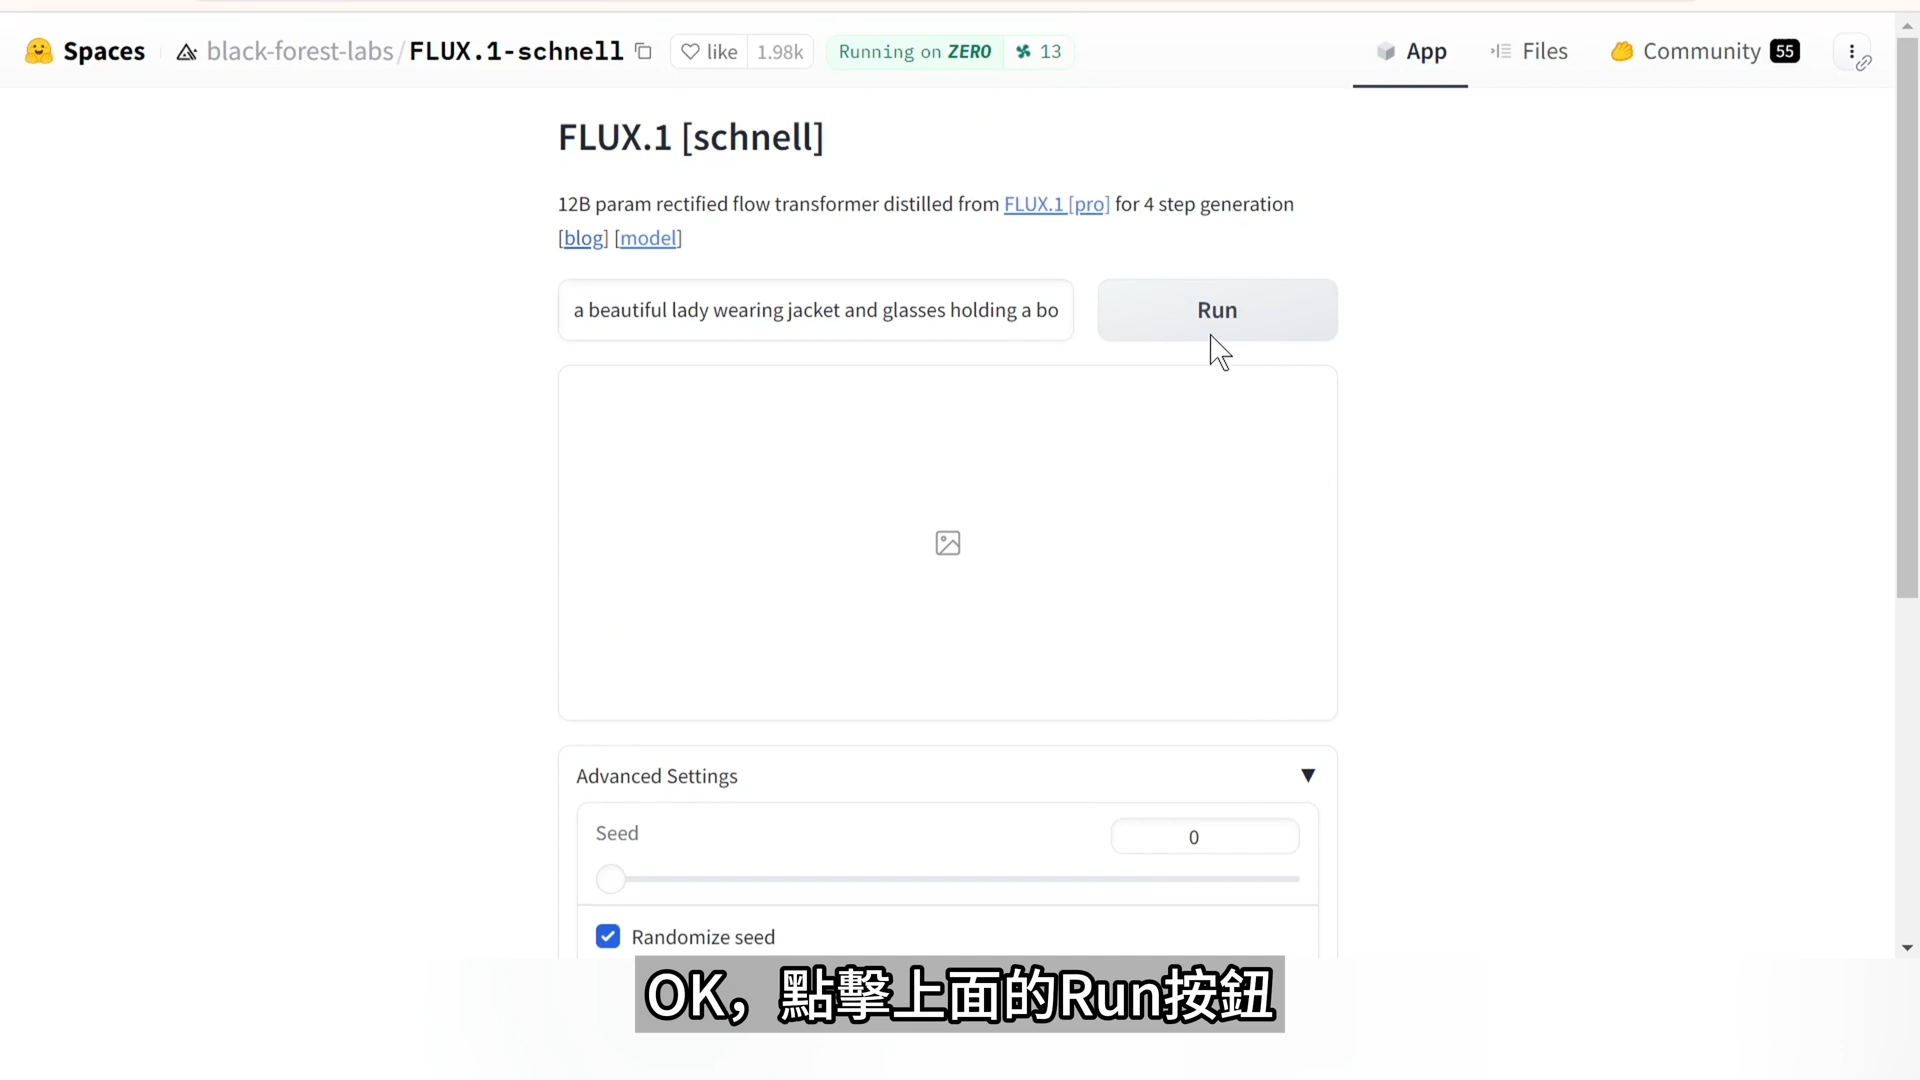 Spaces
black-forest-labs/FLUX.1-schnell
like 1.98k
Running on ZERO 13
App
Files
Community 55
FLUX.1 [schnell]
12B param rectified flow transformer distilled from FLUX.1 [pro] for 4 step generation
[blog] [model]
a beautiful lady wearing jacket and glasses holding a bo
Run
Advanced Settings
Seed
0
Randomize seed
OK，點擊上面的Run按鈕